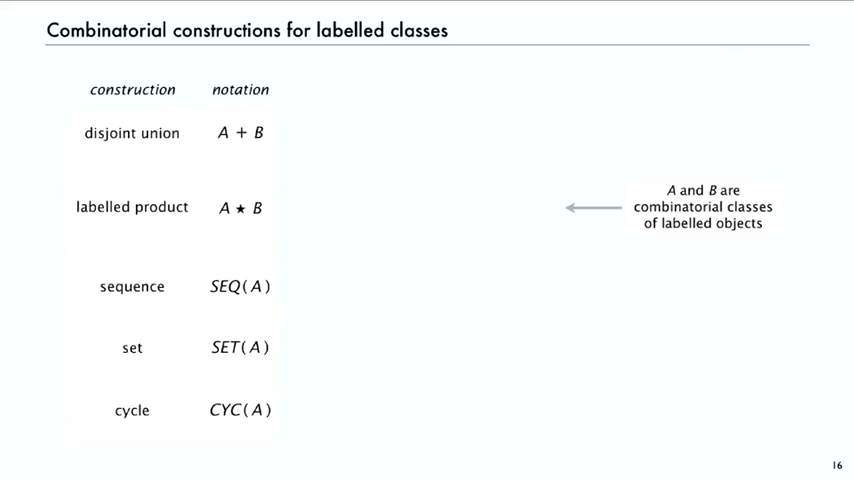 Combinatorial constructions for labelled classes
construction notation
disjoint union A + B
labelled product A ★ B
A and B are
combinatorial classes
of labelled objects
sequence SEQ( A )
set SET( A )
cycle CYC( A )
16